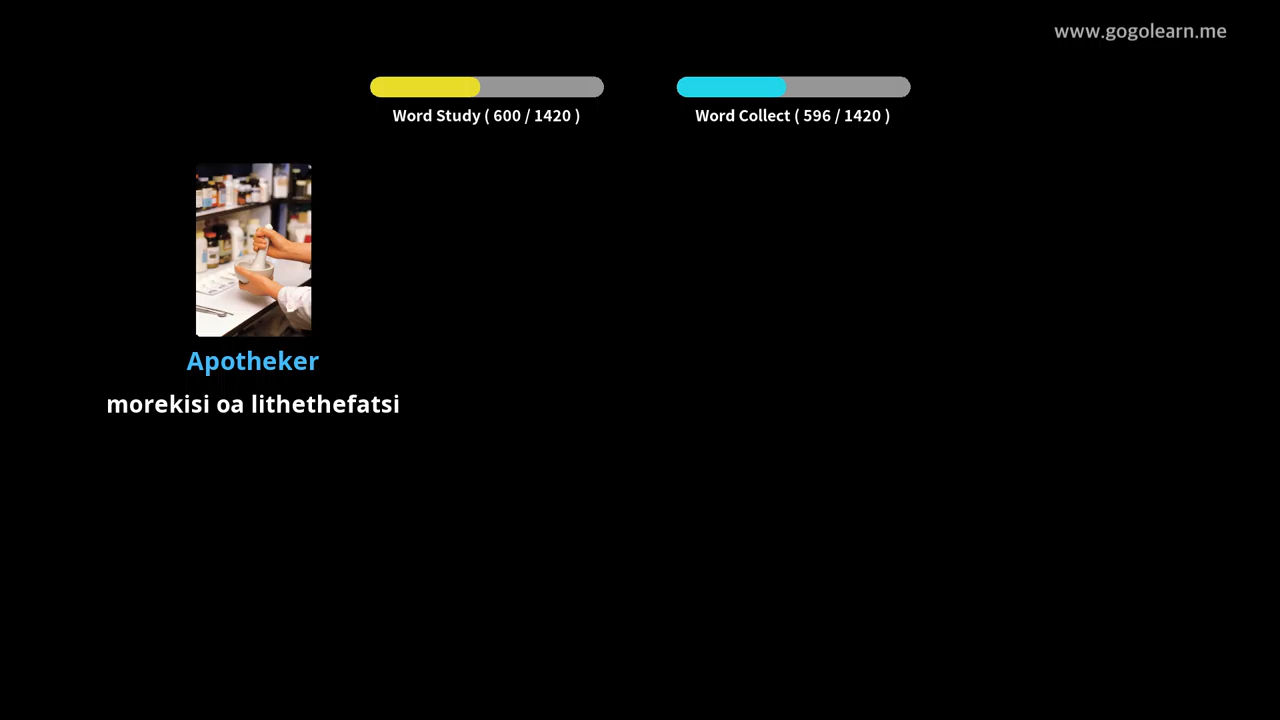 www.gogolearn.me
Word Study ( 600 / 1420 )
Word Collect ( 596 / 1420 )
Apotheker
morekisi oa lithethefatsi